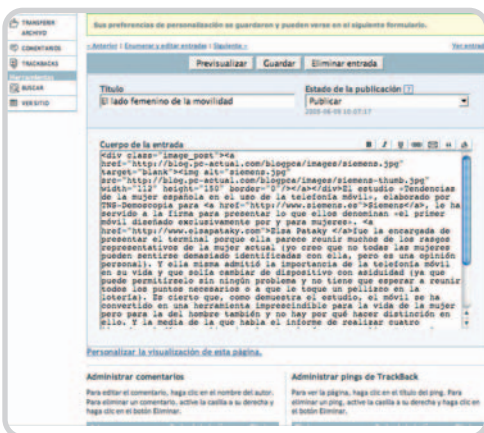 TRANSFERIR
ARCHIVO
COMENTARIOS
TRACKBACKS
Herramientas
BUSCAR
VER SITIO
Sus preferencias de personalización se guardaron y pueden verse en el siguiente formulario.
« Anterior | Enumerar y editar entradas | Siguiente »
Ver entrada
Previsualizar Guardar Eliminar entrada
Título
El lado femenino de la movilidad
Estado de la publicación [?]
Publicar
Cuerpo de la entrada
<div class="image_post"><a
href="http://blog.pc-actual.com/blogpca/images/siemens.jpg"
target="blank"><img alt="siemens.jpg"
src="http://blog.pc-actual.com/blogpca/images/siemens-thumb.jpg"
width="112" height="150" border="0"/></a></div>El estudio «Tendencias
de la mujer española en el uso de la telefonía móvil», elaborado por
TNS-Demoscopia para <a href="http://www.siemens.es">Siemens</a>, le ha
servido a la firma para presentar lo que ellos denominan «el primer
móvil diseñado exclusivamente por y para mujeres». <a
href="http://www.elsapataky.com">Elsa Pataky </a>fue la encargada de
presentar el terminal porque ella parece reunir muchos de los rasgos
representativos de la mujer actual (yo creo que no todas las mujeres
pueden sentirse demasiado identificadas con ella, pero es una opinión
personal). Y ella misma admitió la importancia de la telefonía móvil
en su vida y que solía cambiar de dispositivo con asiduidad (ya que
puede permitírselo sin ningún problema y no tiene que esperar a reunir
todos los puntos necesarios o a que le toque un pellizco en la
lotería). Es cierto que, como demuestra el estudio, el móvil se ha
convertido en una herramienta imprescindible para la vida de la mujer
pero para la del hombre también y no hay por qué hacer distinción en
ello. Y la media de la que habla el informe de realizar cuatro
Personalizar la visualización de esta página.
Administrar comentarios
Para editar el comentario, haga clic en el nombre del autor.
Para eliminar un comentario, active la casilla a su derecha y
haga clic en el botón Eliminar.
Administrar pings de TrackBack
Para ver la página, haga clic en el título del ping. Para
eliminar un ping, active la casilla a su derecha y haga clic en
el botón Eliminar.